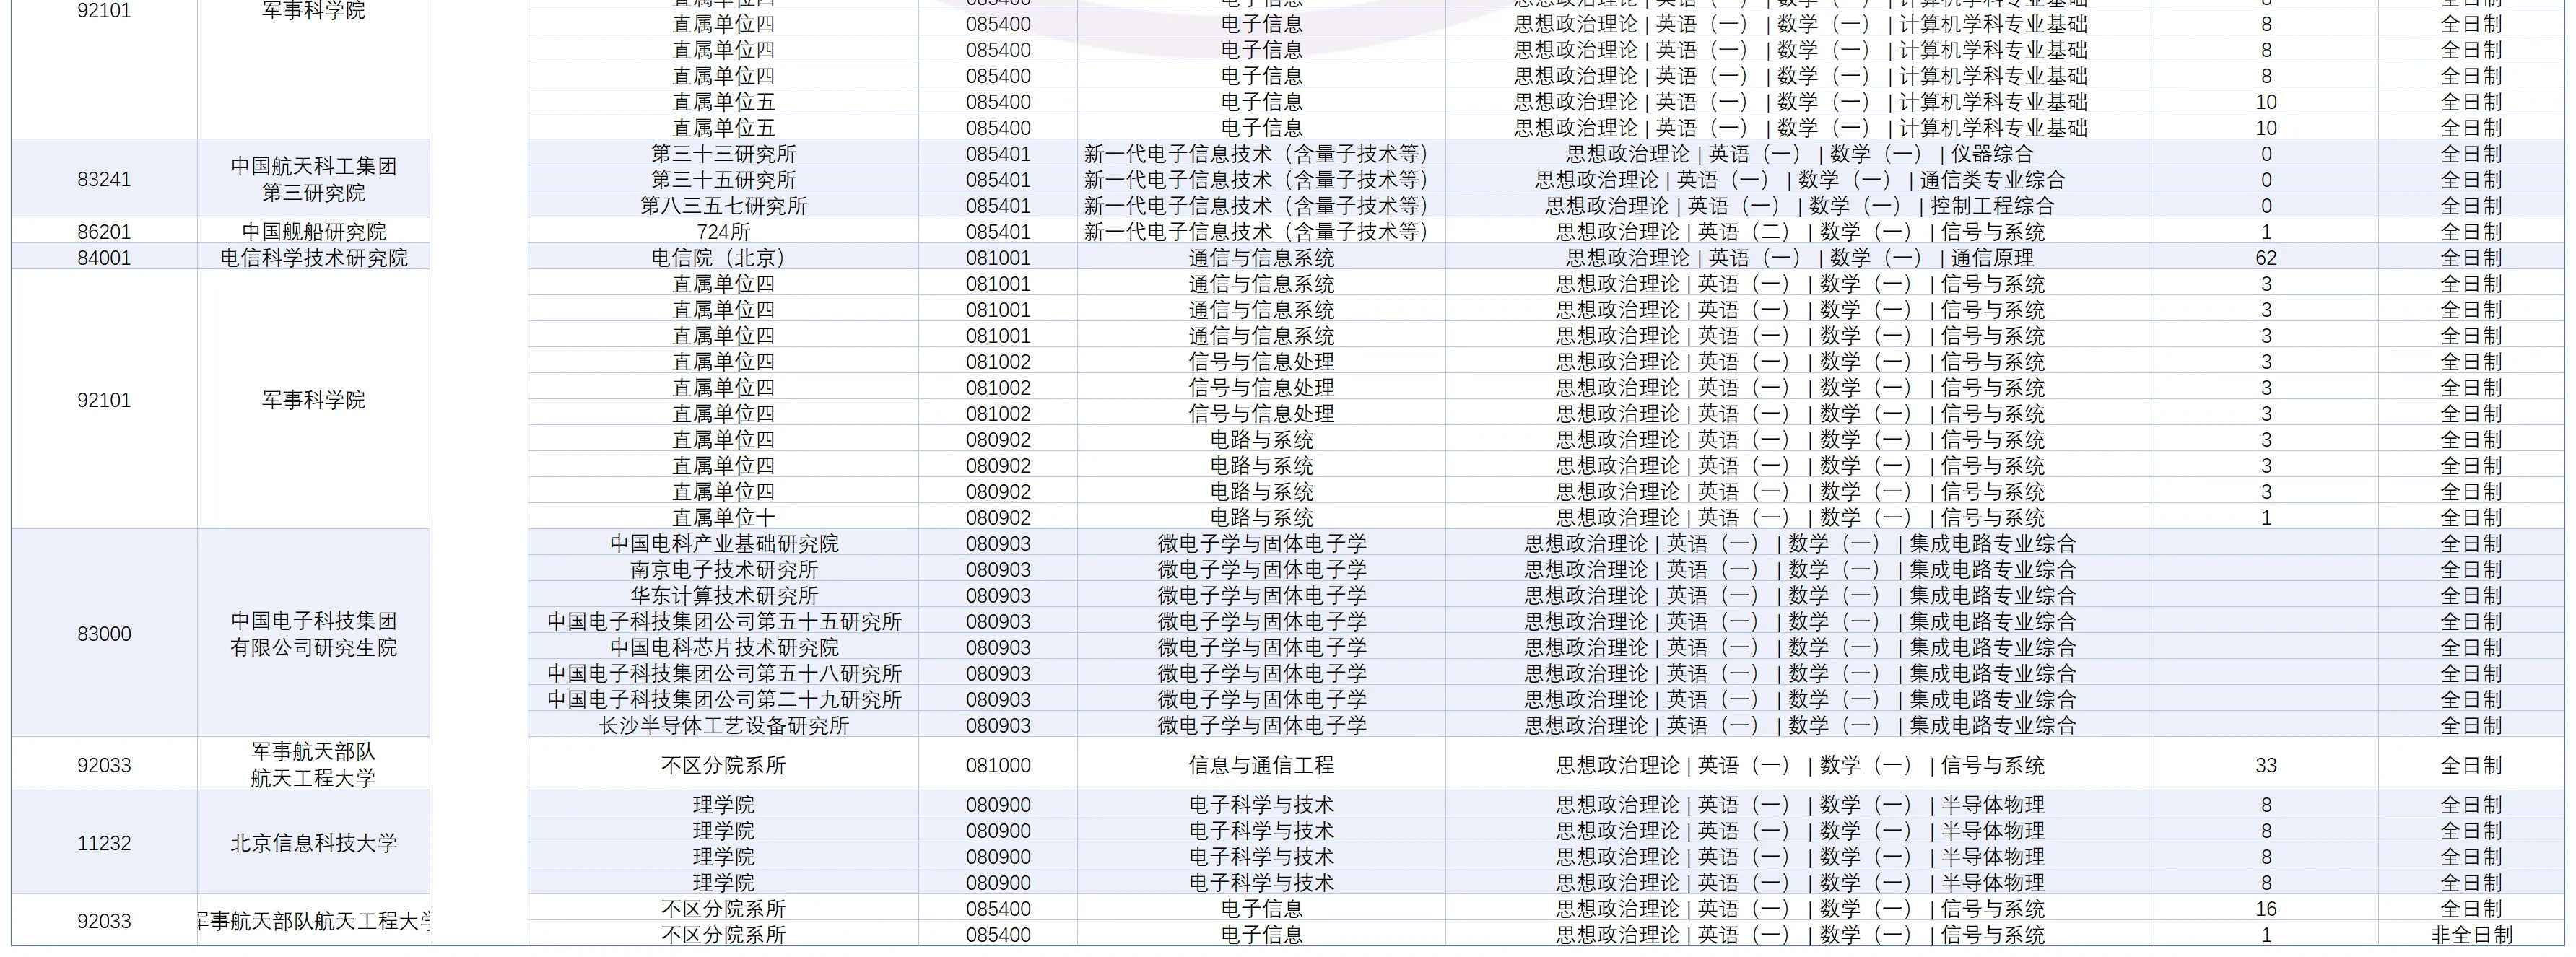 92101 军事科学院 直属单位四 085400 电子信息 思想政治理论 | 英语（一） | 数学（一） | 计算机学科专业基础 8 全日制
直属单位四 085400 电子信息 思想政治理论 | 英语（一） | 数学（一） | 计算机学科专业基础 8 全日制
直属单位四 085400 电子信息 思想政治理论 | 英语（一） | 数学（一） | 计算机学科专业基础 8 全日制
直属单位四 085400 电子信息 思想政治理论 | 英语（一） | 数学（一） | 计算机学科专业基础 8 全日制
直属单位五 085400 电子信息 思想政治理论 | 英语（一） | 数学（一） | 计算机学科专业基础 10 全日制
直属单位五 085400 电子信息 思想政治理论 | 英语（一） | 数学（一） | 计算机学科专业基础 10 全日制
83241 中国航天科工集团
第三研究院
第三十三研究所 085401 新一代电子信息技术（含量子技术等） 思想政治理论 | 英语（一） | 数学（一） | 仪器综合 0 全日制
第三十五研究所 085401 新一代电子信息技术（含量子技术等） 思想政治理论 | 英语（一） | 数学（一） | 通信类专业综合 0 全日制
第八三五七研究所 085401 新一代电子信息技术（含量子技术等） 思想政治理论 | 英语（一） | 数学（一） | 控制工程综合 0 全日制
86201 中国舰船研究院 724所 085401 新一代电子信息技术（含量子技术等） 思想政治理论 | 英语（二） | 数学（一） | 信号与系统 1 全日制
84001 电信科学技术研究院 电信院（北京） 081001 通信与信息系统 思想政治理论 | 英语（一） | 数学（一） | 通信原理 62 全日制
92101 军事科学院
直属单位四 081001 通信与信息系统 思想政治理论 | 英语（一） | 数学（一） | 信号与系统 3 全日制
直属单位四 081001 通信与信息系统 思想政治理论 | 英语（一） | 数学（一） | 信号与系统 3 全日制
直属单位四 081001 通信与信息系统 思想政治理论 | 英语（一） | 数学（一） | 信号与系统 3 全日制
直属单位四 081002 信号与信息处理 思想政治理论 | 英语（一） | 数学（一） | 信号与系统 3 全日制
直属单位四 081002 信号与信息处理 思想政治理论 | 英语（一） | 数学（一） | 信号与系统 3 全日制
直属单位四 081002 信号与信息处理 思想政治理论 | 英语（一） | 数学（一） | 信号与系统 3 全日制
直属单位四 080902 电路与系统 思想政治理论 | 英语（一） | 数学（一） | 信号与系统 3 全日制
直属单位四 080902 电路与系统 思想政治理论 | 英语（一） | 数学（一） | 信号与系统 3 全日制
直属单位四 080902 电路与系统 思想政治理论 | 英语（一） | 数学（一） | 信号与系统 3 全日制
直属单位十 080902 电路与系统 思想政治理论 | 英语（一） | 数学（一） | 信号与系统 1 全日制
83000 中国电子科技集团
有限公司研究生院
中国电科产业基础研究院 080903 微电子学与固体电子学 思想政治理论 | 英语（一） | 数学（一） | 集成电路专业综合 全日制
南京电子技术研究所 080903 微电子学与固体电子学 思想政治理论 | 英语（一） | 数学（一） | 集成电路专业综合 全日制
华东计算技术研究所 080903 微电子学与固体电子学 思想政治理论 | 英语（一） | 数学（一） | 集成电路专业综合 全日制
中国电子科技集团公司第五十五研究所 080903 微电子学与固体电子学 思想政治理论 | 英语（一） | 数学（一） | 集成电路专业综合 全日制
中国电科芯片技术研究院 080903 微电子学与固体电子学 思想政治理论 | 英语（一） | 数学（一） | 集成电路专业综合 全日制
中国电子科技集团公司第五十八研究所 080903 微电子学与固体电子学 思想政治理论 | 英语（一） | 数学（一） | 集成电路专业综合 全日制
中国电子科技集团公司第二十九研究所 080903 微电子学与固体电子学 思想政治理论 | 英语（一） | 数学（一） | 集成电路专业综合 全日制
长沙半导体工艺设备研究所 080903 微电子学与固体电子学 思想政治理论 | 英语（一） | 数学（一） | 集成电路专业综合 全日制
92033 军事航天部队
航天工程大学
不区分院系所 081000 信息与通信工程 思想政治理论 | 英语（一） | 数学（一） | 信号与系统 33 全日制
11232 北京信息科技大学
理学院 080900 电子科学与技术 思想政治理论 | 英语（一） | 数学（一） | 半导体物理 8 全日制
理学院 080900 电子科学与技术 思想政治理论 | 英语（一） | 数学（一） | 半导体物理 8 全日制
理学院 080900 电子科学与技术 思想政治理论 | 英语（一） | 数学（一） | 半导体物理 8 全日制
理学院 080900 电子科学与技术 思想政治理论 | 英语（一） | 数学（一） | 半导体物理 8 全日制
92033 军事航天部队航天工程大学
不区分院系所 085400 电子信息 思想政治理论 | 英语（一） | 数学（一） | 信号与系统 16 全日制
不区分院系所 085400 电子信息 思想政治理论 | 英语（一） | 数学（一） | 信号与系统 1 非全日制